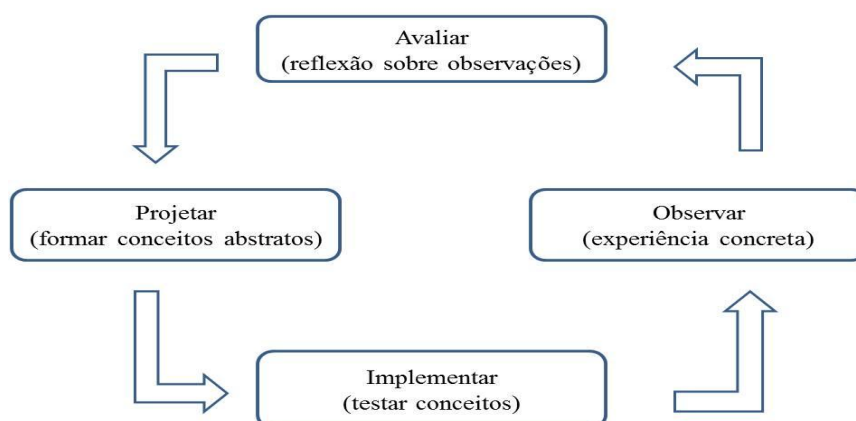 Avaliar
(reflexão sobre observações)
Projetar
(formar conceitos abstratos)
Observar
(experiência concreta)
Implementar
(testar conceitos)